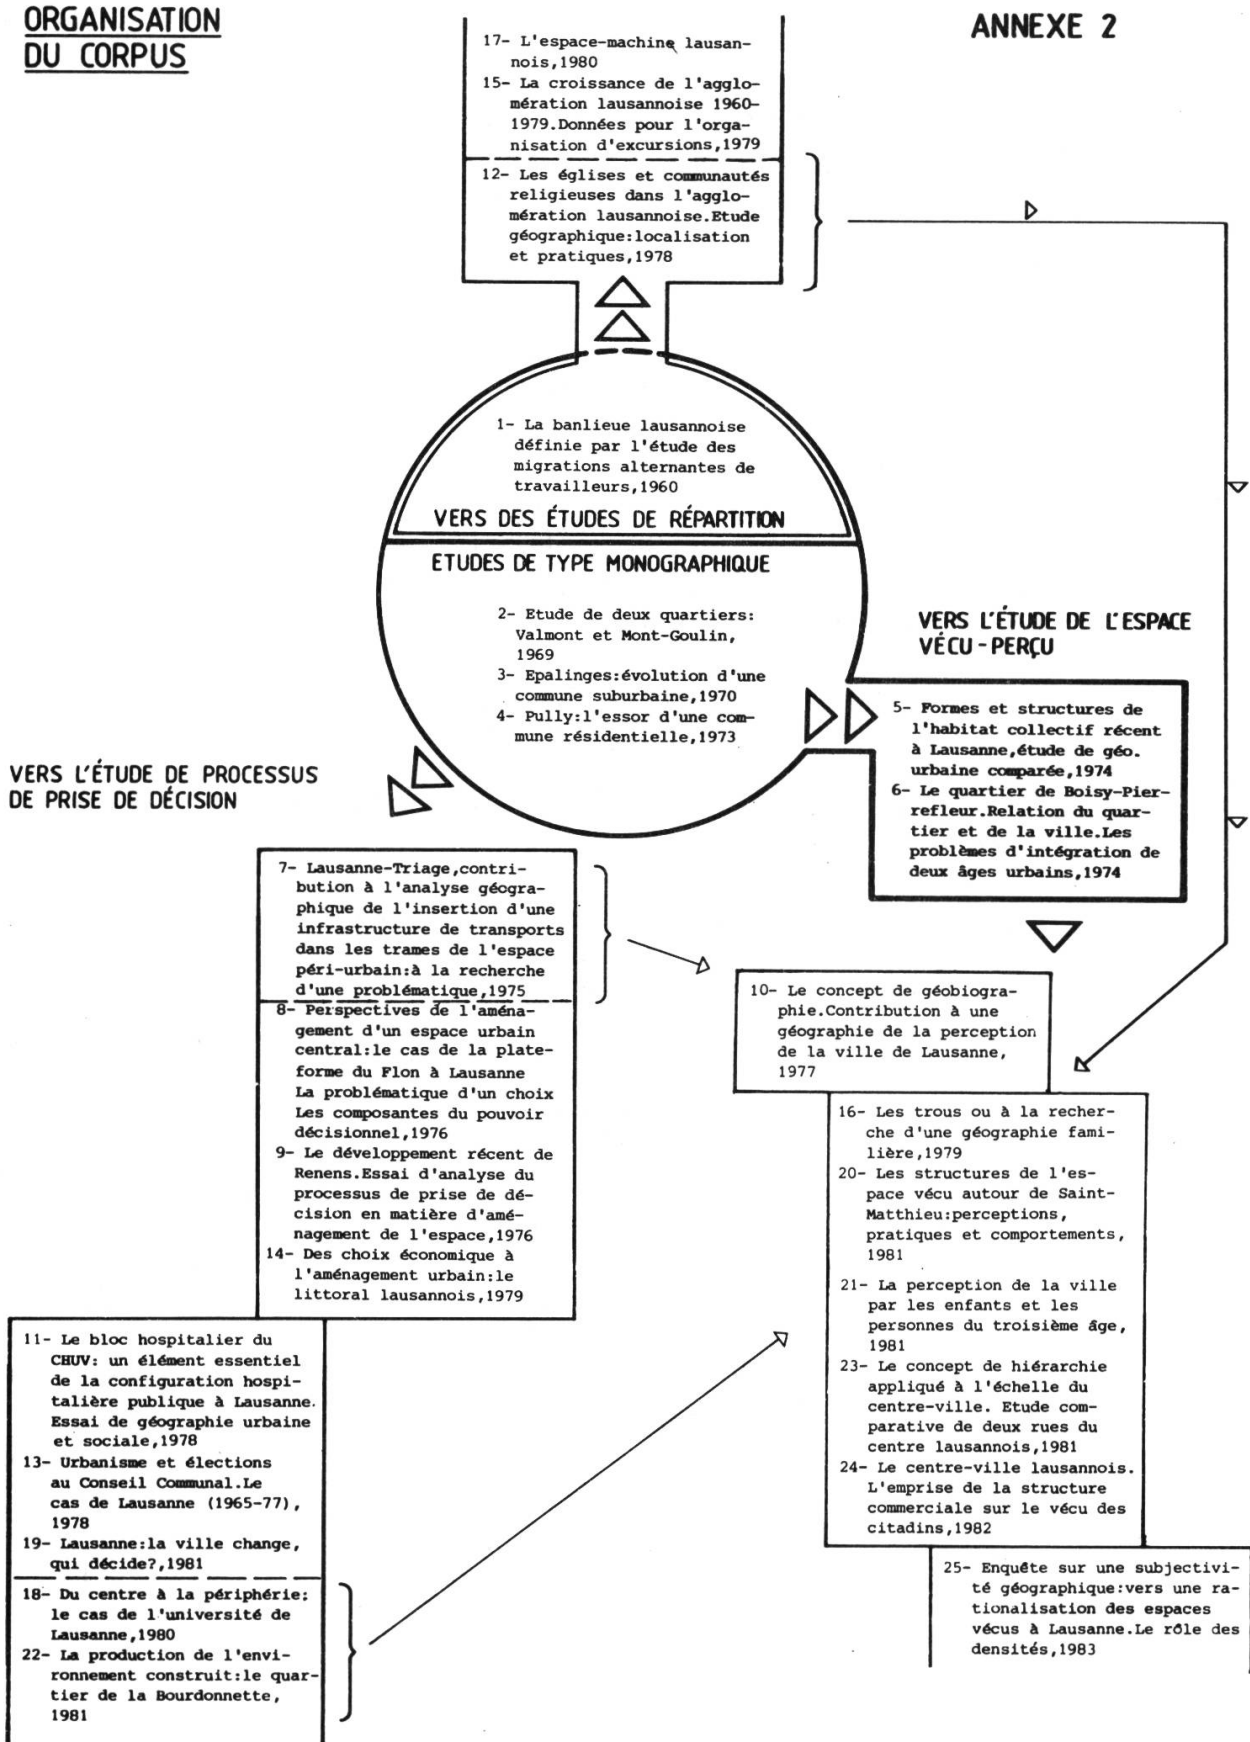 ORGANISATION
DU CORPUS
ANNEXE 2
17- L'espace-machine lausan-
nois,1980
15- La croissance de l'agglo-
mération lausannoise 1960-
1979.Données pour l'orga-
nisation d'excursions,1979
12- Les églises et communautés
religieuses dans l'agglo-
mération lausannoise.Etude
géographique:localisation
et pratiques,1978
1- La banlieue lausannoise
définie par l'étude des
migrations alternantes de
travailleurs,1960
VERS DES ÉTUDES DE RÉPARTITION
ETUDES DE TYPE MONOGRAPHIQUE
2- Etude de deux quartiers:
Valmont et Mont-Goulin,
1969
3- Epalinges:évolution d'une
commune suburbaine,1970
4- Pully:l'essor d'une com-
mune résidentielle,1973
VERS L'ÉTUDE DE L'ESPACE
VÉCU-PERÇU
5- Formes et structures de
l'habitat collectif récent
à Lausanne,étude de géo.
urbaine comparée,1974
6- Le quartier de Boisy-Pier-
refleur.Relation du quar-
tier et de la ville.Les
problèmes d'intégration de
deux âges urbains,1974
VERS L'ÉTUDE DE PROCESSUS
DE PRISE DE DÉCISION
7- Lausanne-Triage,contri-
bution à l'analyse géogra-
phique de l'insertion d'une
infrastructure de transports
dans les trames de l'espace
péri-urbain:à la recherche
d'une problématique,1975
8- Perspectives de l'aména-
gement d'un espace urbain
central:le cas de la plate-
forme du Flon à Lausanne
La problématique d'un choix
Les composantes du pouvoir
décisionnel,1976
9- Le développement récent de
Renens.Essai d'analyse du
processus de prise de dé-
cision en matière d'amé-
nagement de l'espace,1976
14- Des choix économique à
l'aménagement urbain:le
littoral lausannois,1979
11- Le bloc hospitalier du
CHUV: un élément essentiel
de la configuration hospi-
talière publique à Lausanne.
Essai de géographie urbaine
et sociale,1978
13- Urbanisme et élections
au Conseil Communal.Le
cas de Lausanne (1965-77),
1978
19- Lausanne:la ville change,
qui décide?,1981
18- Du centre à la périphérie:
le cas de l'université de
Lausanne,1980
22- La production de l'envi-
ronnement construit:le quar-
tier de la Bourdonnette,
1981
10- Le concept de géobiogra-
phie.Contribution à une
géographie de la perception
de la ville de Lausanne,
1977
16- Les trous ou à la recher-
che d'une géographie fami-
lière,1979
20- Les structures de l'es-
pace vécu autour de Saint-
Matthieu:perceptions,
pratiques et comportements,
1981
21- La perception de la ville
par les enfants et les
personnes du troisième âge,
1981
23- Le concept de hiérarchie
appliqué à l'échelle du
centre-ville. Etude com-
parative de deux rues du
centre lausannois,1981
24- Le centre-ville lausannois.
L'emprise de la structure
commerciale sur le vécu des
citadins,1982
25- Enquête sur une subjectivi-
té géographique:vers une ra-
tionalisation des espaces
vécus à Lausanne.Le rôle des
densités,1983